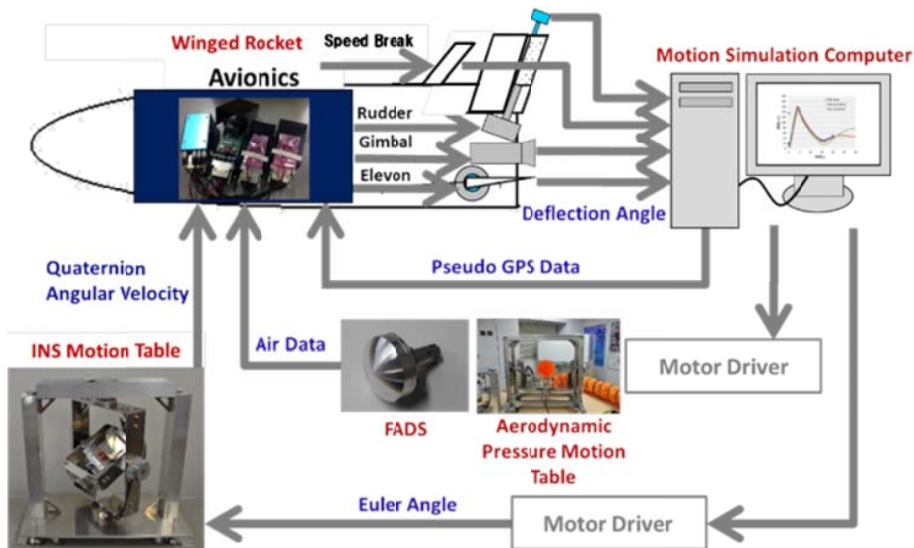 Winged Rocket
Speed Break
Motion Simulation Computer
Avionics
Rudder
Gimbal
Elevon
Deflection Angle
Quaternion
Angular Velocity
Pseudo GPS Data
INS Motion Table
Air Data
Motor Driver
FADS
Aerodynamic
Pressure Motion
Table
Euler Angle
Motor Driver